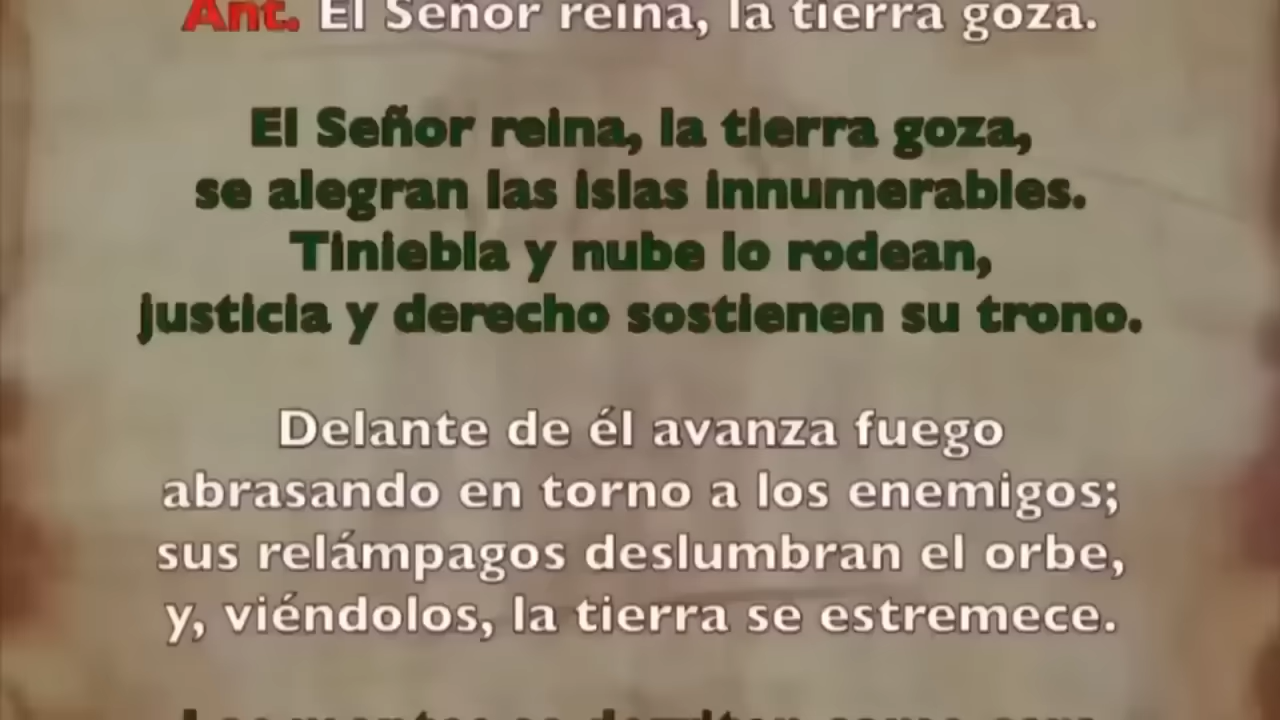 Ant. El Señor reina, la tierra goza.
El Señor reina, la tierra goza,
se alegran las islas innumerables.
Tiniebla y nube lo rodean,
justicia y derecho sostienen su trono.
Delante de él avanza fuego
abrasando en torno a los enemigos;
sus relámpagos deslumbran el orbe,
y, viéndolos, la tierra se estremece.